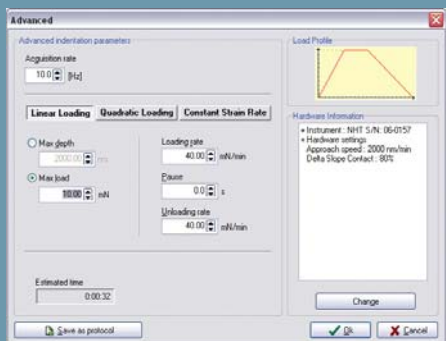 Advanced
Advanced indentation parameters
Acquisition rate
10.0 [Hz]
Linear Loading Quadratic Loading Constant Strain Rate
Max depth
2000.00 nm
Max load
10.00 mN
Loading rate
40.00 mN/min
Pause
0.0 s
Unloading rate
40.00 mN/min
Estimated time
0:00:32
Save as protocol
Load Profile
Hardware Information
Instrument : NHT S/N: 06-0157
Hardware settings
Approach speed : 2000 nm/min
Delta Slope Contact : 80%
Change
Ok Cancel